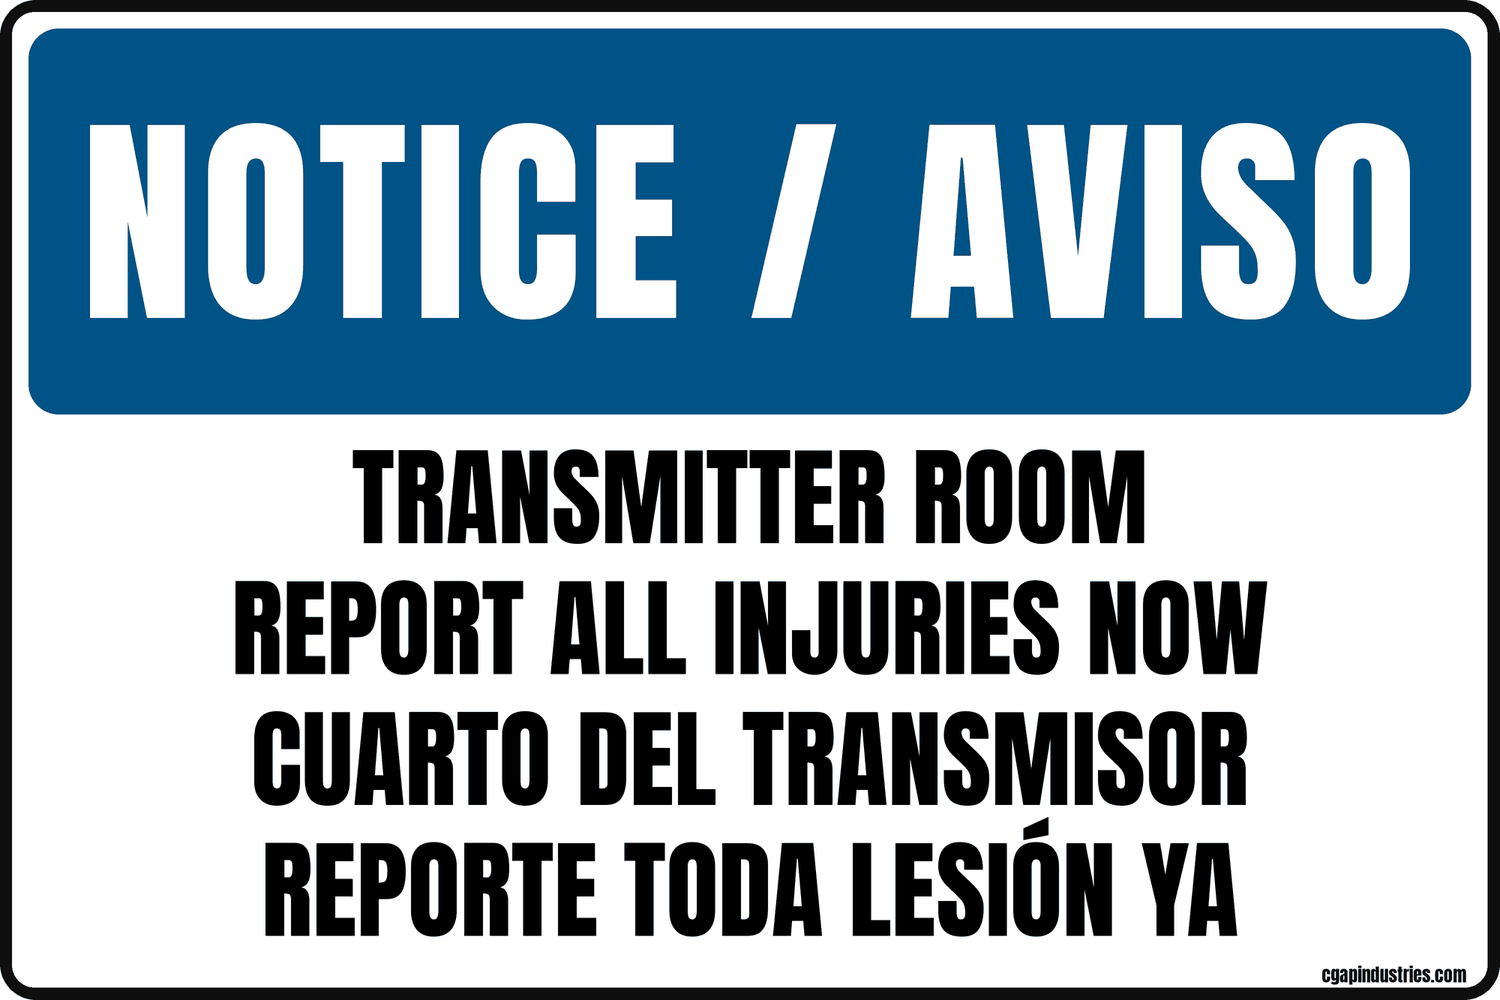 NOTICE / AVISO
TRANSMITTER ROOM
REPORT ALL INJURIES NOW
CUARTO DEL TRANSMISOR
REPORTE TODA LESIÓN YA
cgapindustries.com